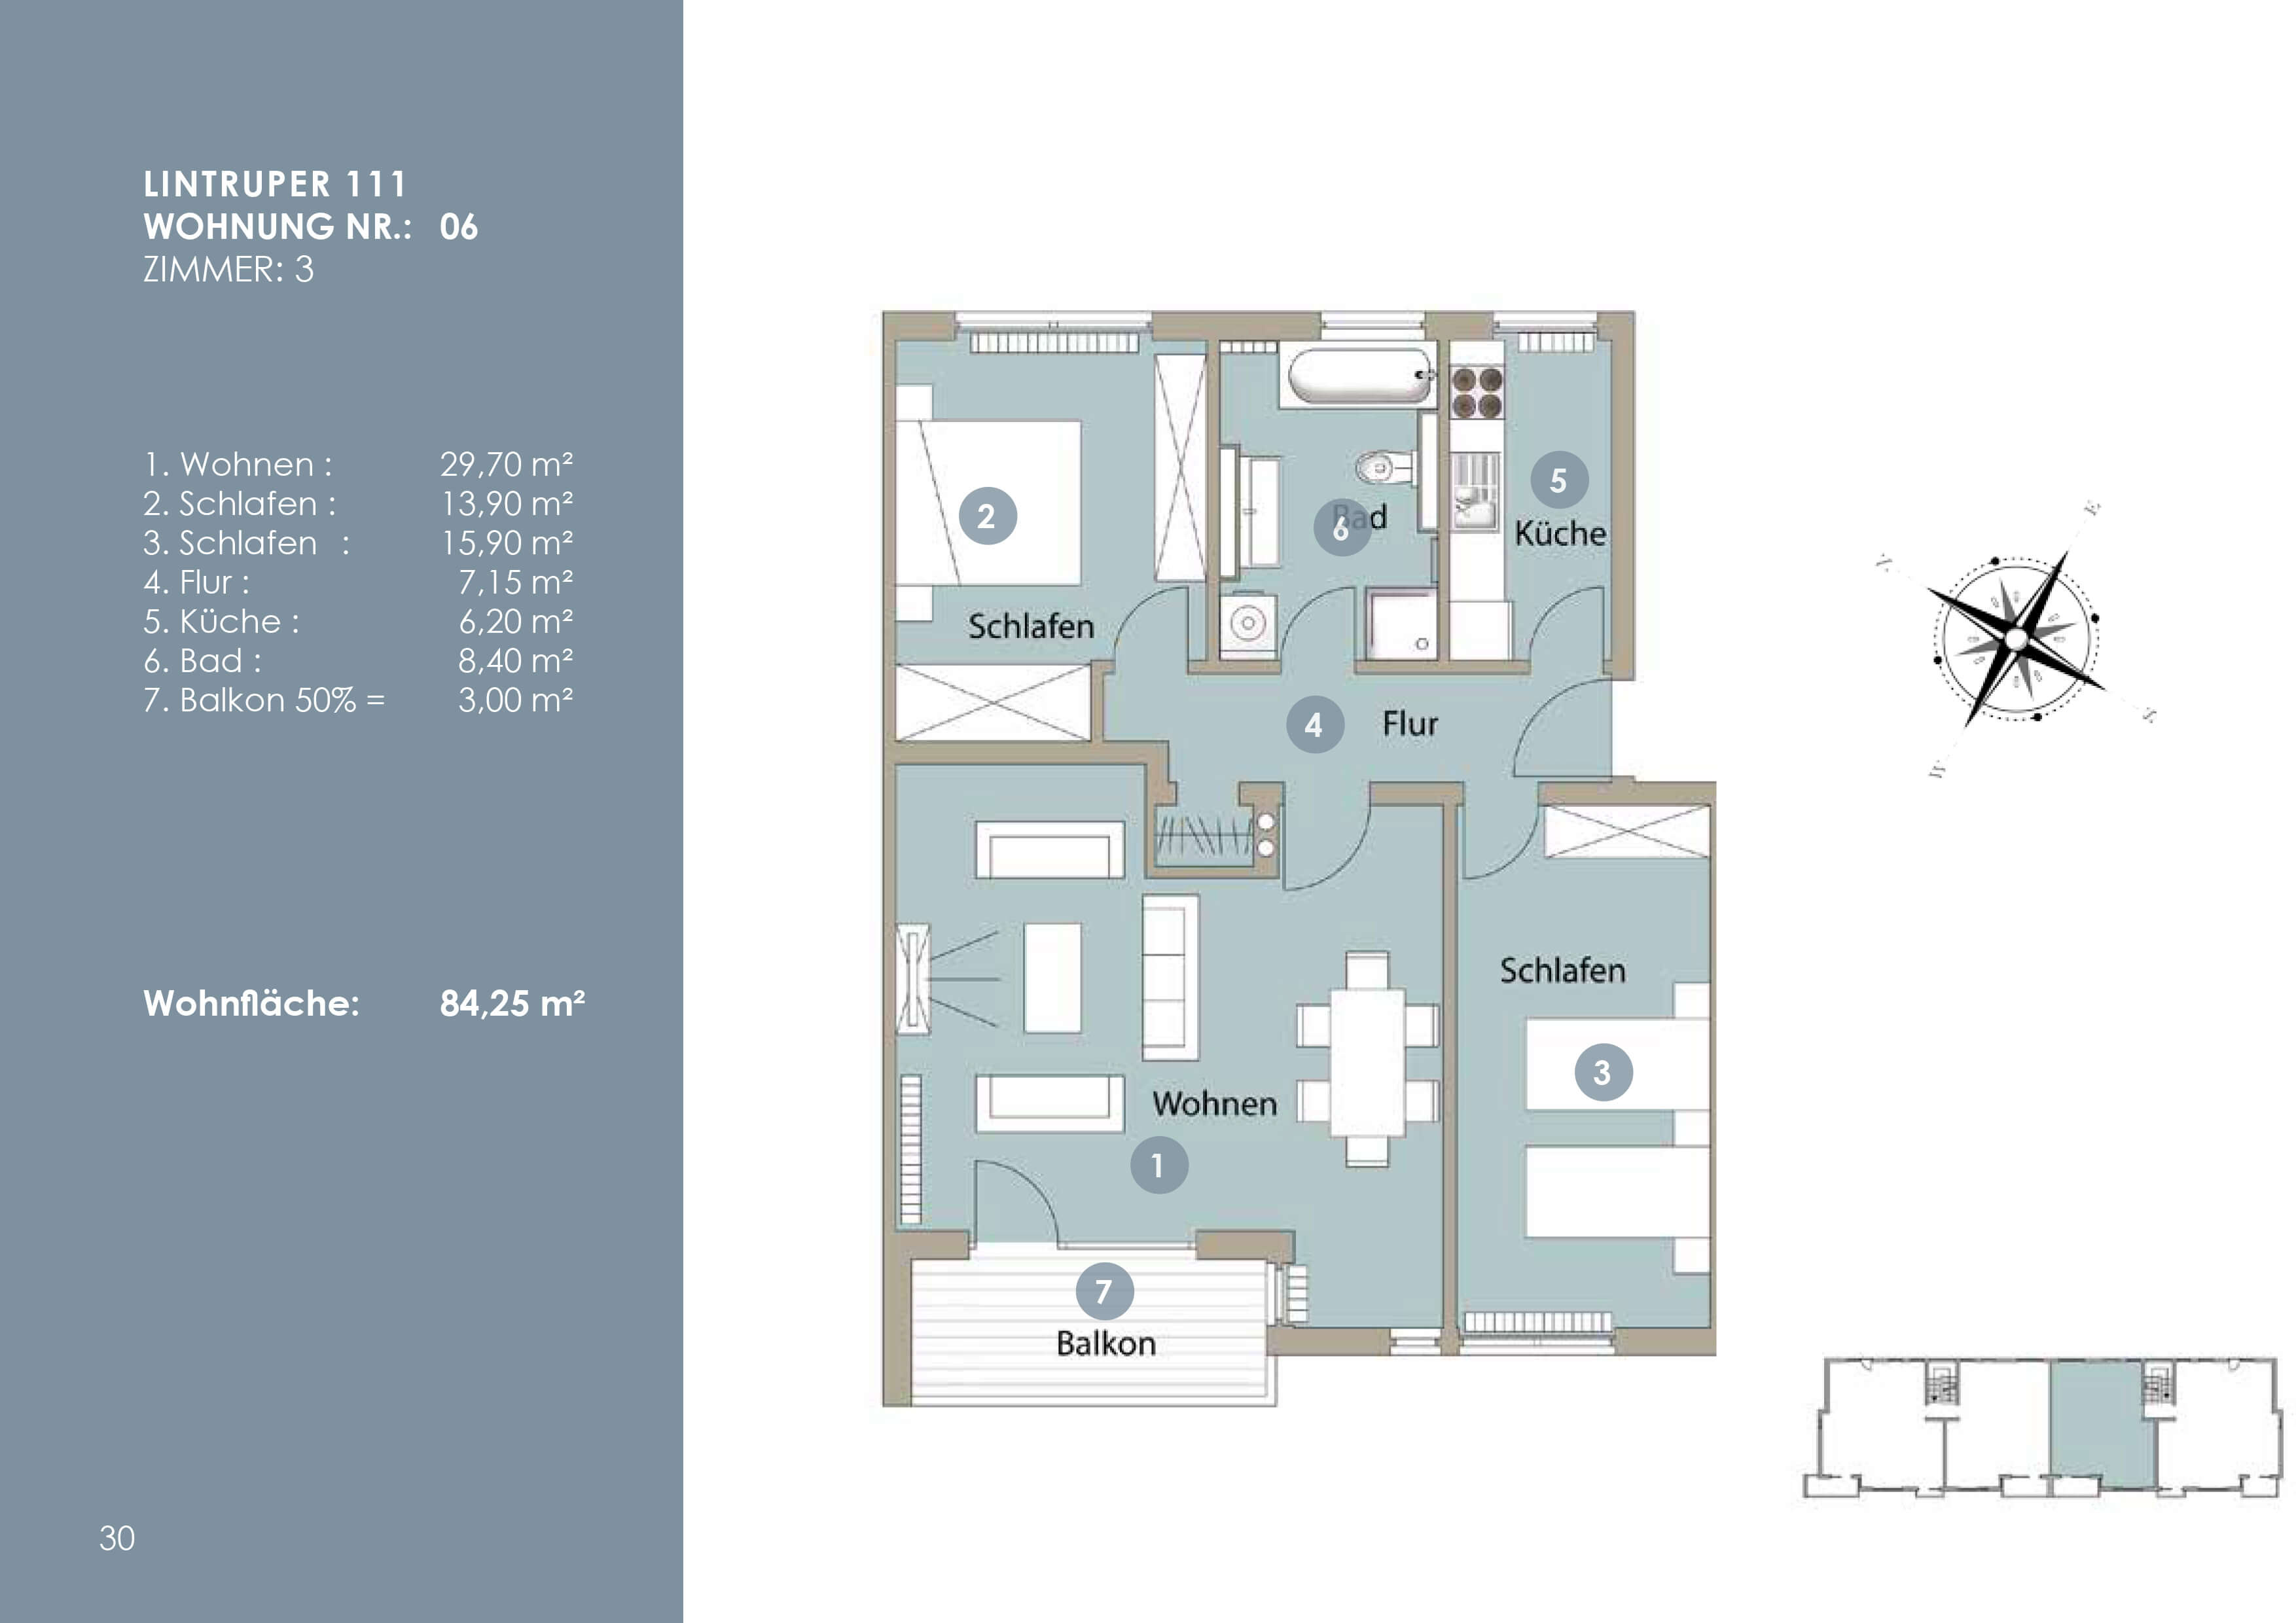 LINTRUPER 111
WOHNUNG NR.: 06
ZIMMER: 3
1. Wohnen : 29,70 m²
2. Schlafen : 13,90 m²
3. Schlafen : 15,90 m²
4. Flur : 7,15 m²
5. Küche : 6,20 m²
6. Bad : 8,40 m²
7. Balkon 50% = 3,00 m²
Wohnfläche: 84,25 m²
30
2
Schlafen
6
Bad
5
Küche
4
Flur
Wohnen
1
Schlafen
3
7
Balkon
N
E
S
W